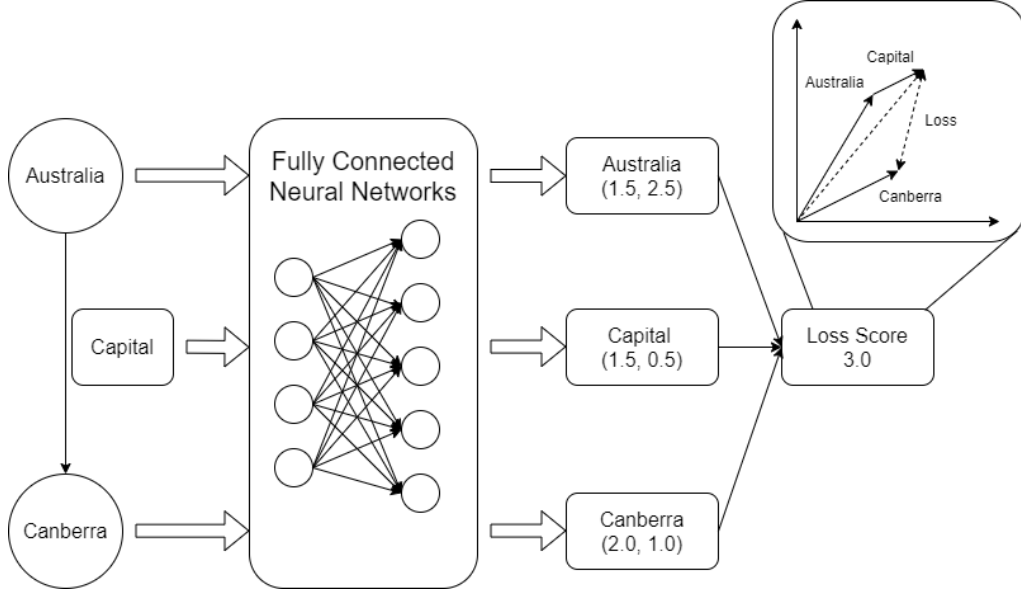 Capital
Australia
Loss
Canberra
Australia
Fully Connected
Neural Networks
Australia
(1.5, 2.5)
Capital
Capital
(1.5, 0.5)
Loss Score
3.0
Canberra
Canberra
(2.0, 1.0)